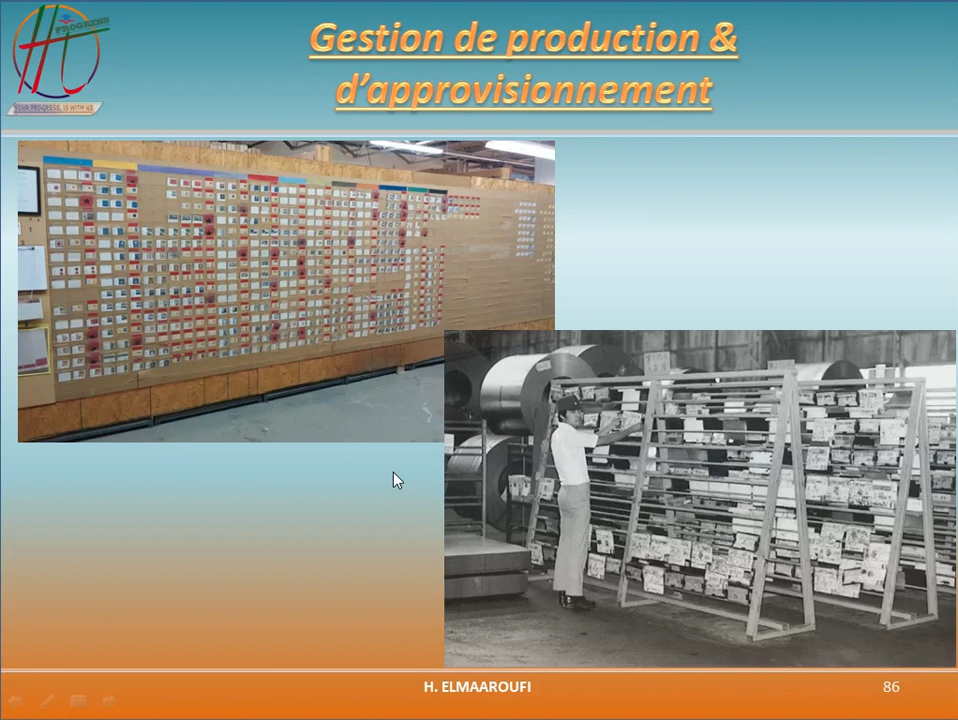 PROGRESS
YOUR PROGRESS, IS WITH US
Gestion de production &
d’approvisionnement
H. ELMAAROUFI
86